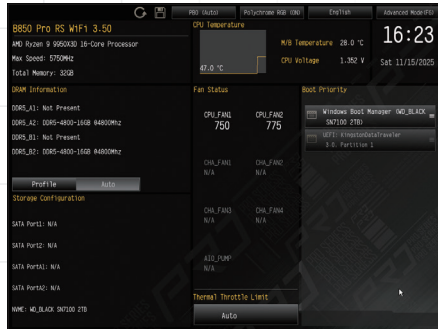 PBO (Auto)
Polychrome RGB (ON)
English
Advanced Mode(F6)
B850 Pro RS WiFi 3.50
AMD Ryzen 9 9950X3D 16-Core Processor
Max Speed: 5750MHz
Total Memory: 32GB
CPU Temperature
47.0 °C
M/B Temperature 28.0 °C
CPU Voltage 1.352 V
16:23
Sat 11/15/2025
DRAM Information
DDR5_A1: Not Present
DDR5_A2: DDR5-4800-16GB @4800MHz
DDR5_B1: Not Present
DDR5_B2: DDR5-4800-16GB @4800MHz
Profile
Auto
Storage Configuration
SATA Port1: N/A
SATA Port2: N/A
SATA PortA1: N/A
SATA PortA2: N/A
NVME: WD_BLACK SN7100 2TB
Fan Status
CPU_FAN1
750
CPU_FAN2
775
CHA_FAN1
N/A
CHA_FAN2
N/A
CHA_FAN3
N/A
CHA_FAN4
N/A
AIO_PUMP
N/A
Thermal Throttle Limit
Auto
Boot Priority
Windows Boot Manager (WD_BLACK
SN7100 2TB)
UEFI: KingstonDataTraveler
3.0, Partition 1